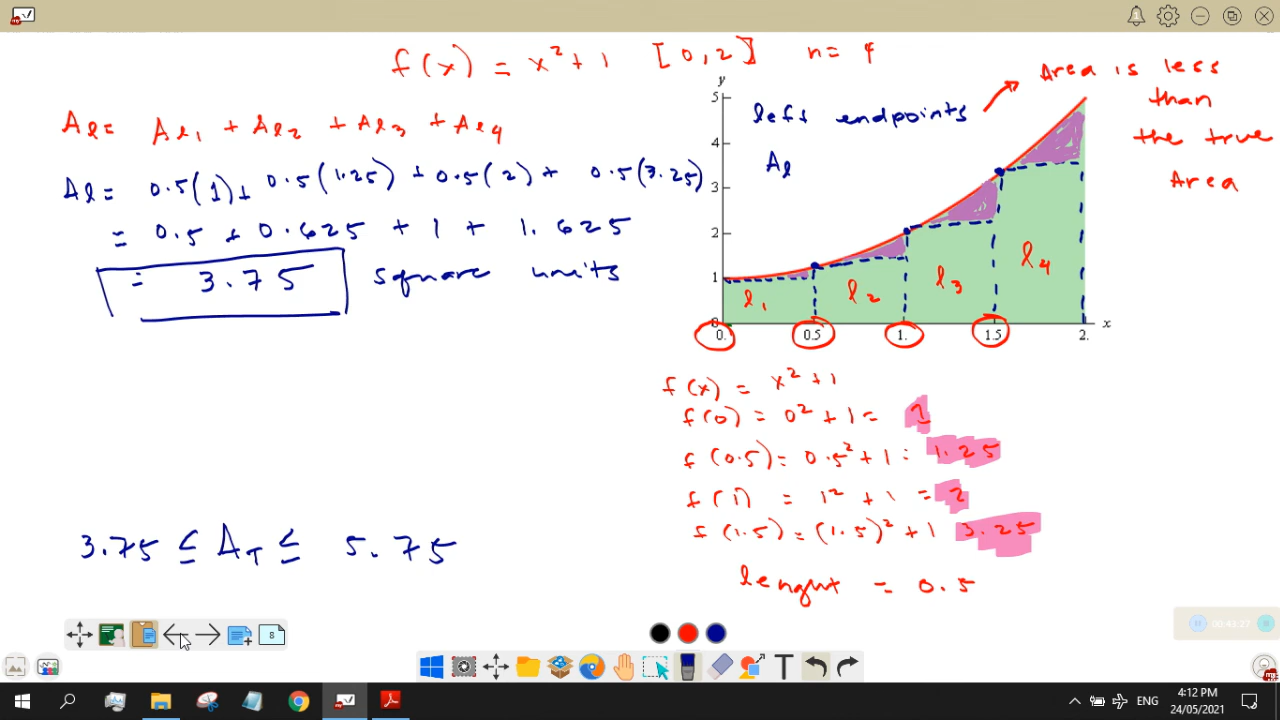 f(x) = x² + 1 [0,2] n = 4
Aℓ = Aℓ1 + Aℓ2 + Aℓ3 + Aℓ4
Aℓ = 0.5(1) + 0.5(1.25) + 0.5(2) + 0.5(3.25)
= 0.5 + 0.625 + 1 + 1.625
= 3.75 square units
3.75 ≤ A_T ≤ 5.75
y
5
4
3
2
1
0
0. 0.5 1. 1.5 2. x
left endpoints
Aℓ
Area is less
than
the true
Area
ℓ1 ℓ2 ℓ3 ℓ4
f(x) = x² + 1
f(0) = 0² + 1 = 1
f(0.5) = 0.5² + 1 = 1.25
f(1) = 1² + 1 = 2
f(1.5) = (1.5)² + 1 3.25
lenght = 0.5
8
T
ENG
4:12 PM
24/05/2021